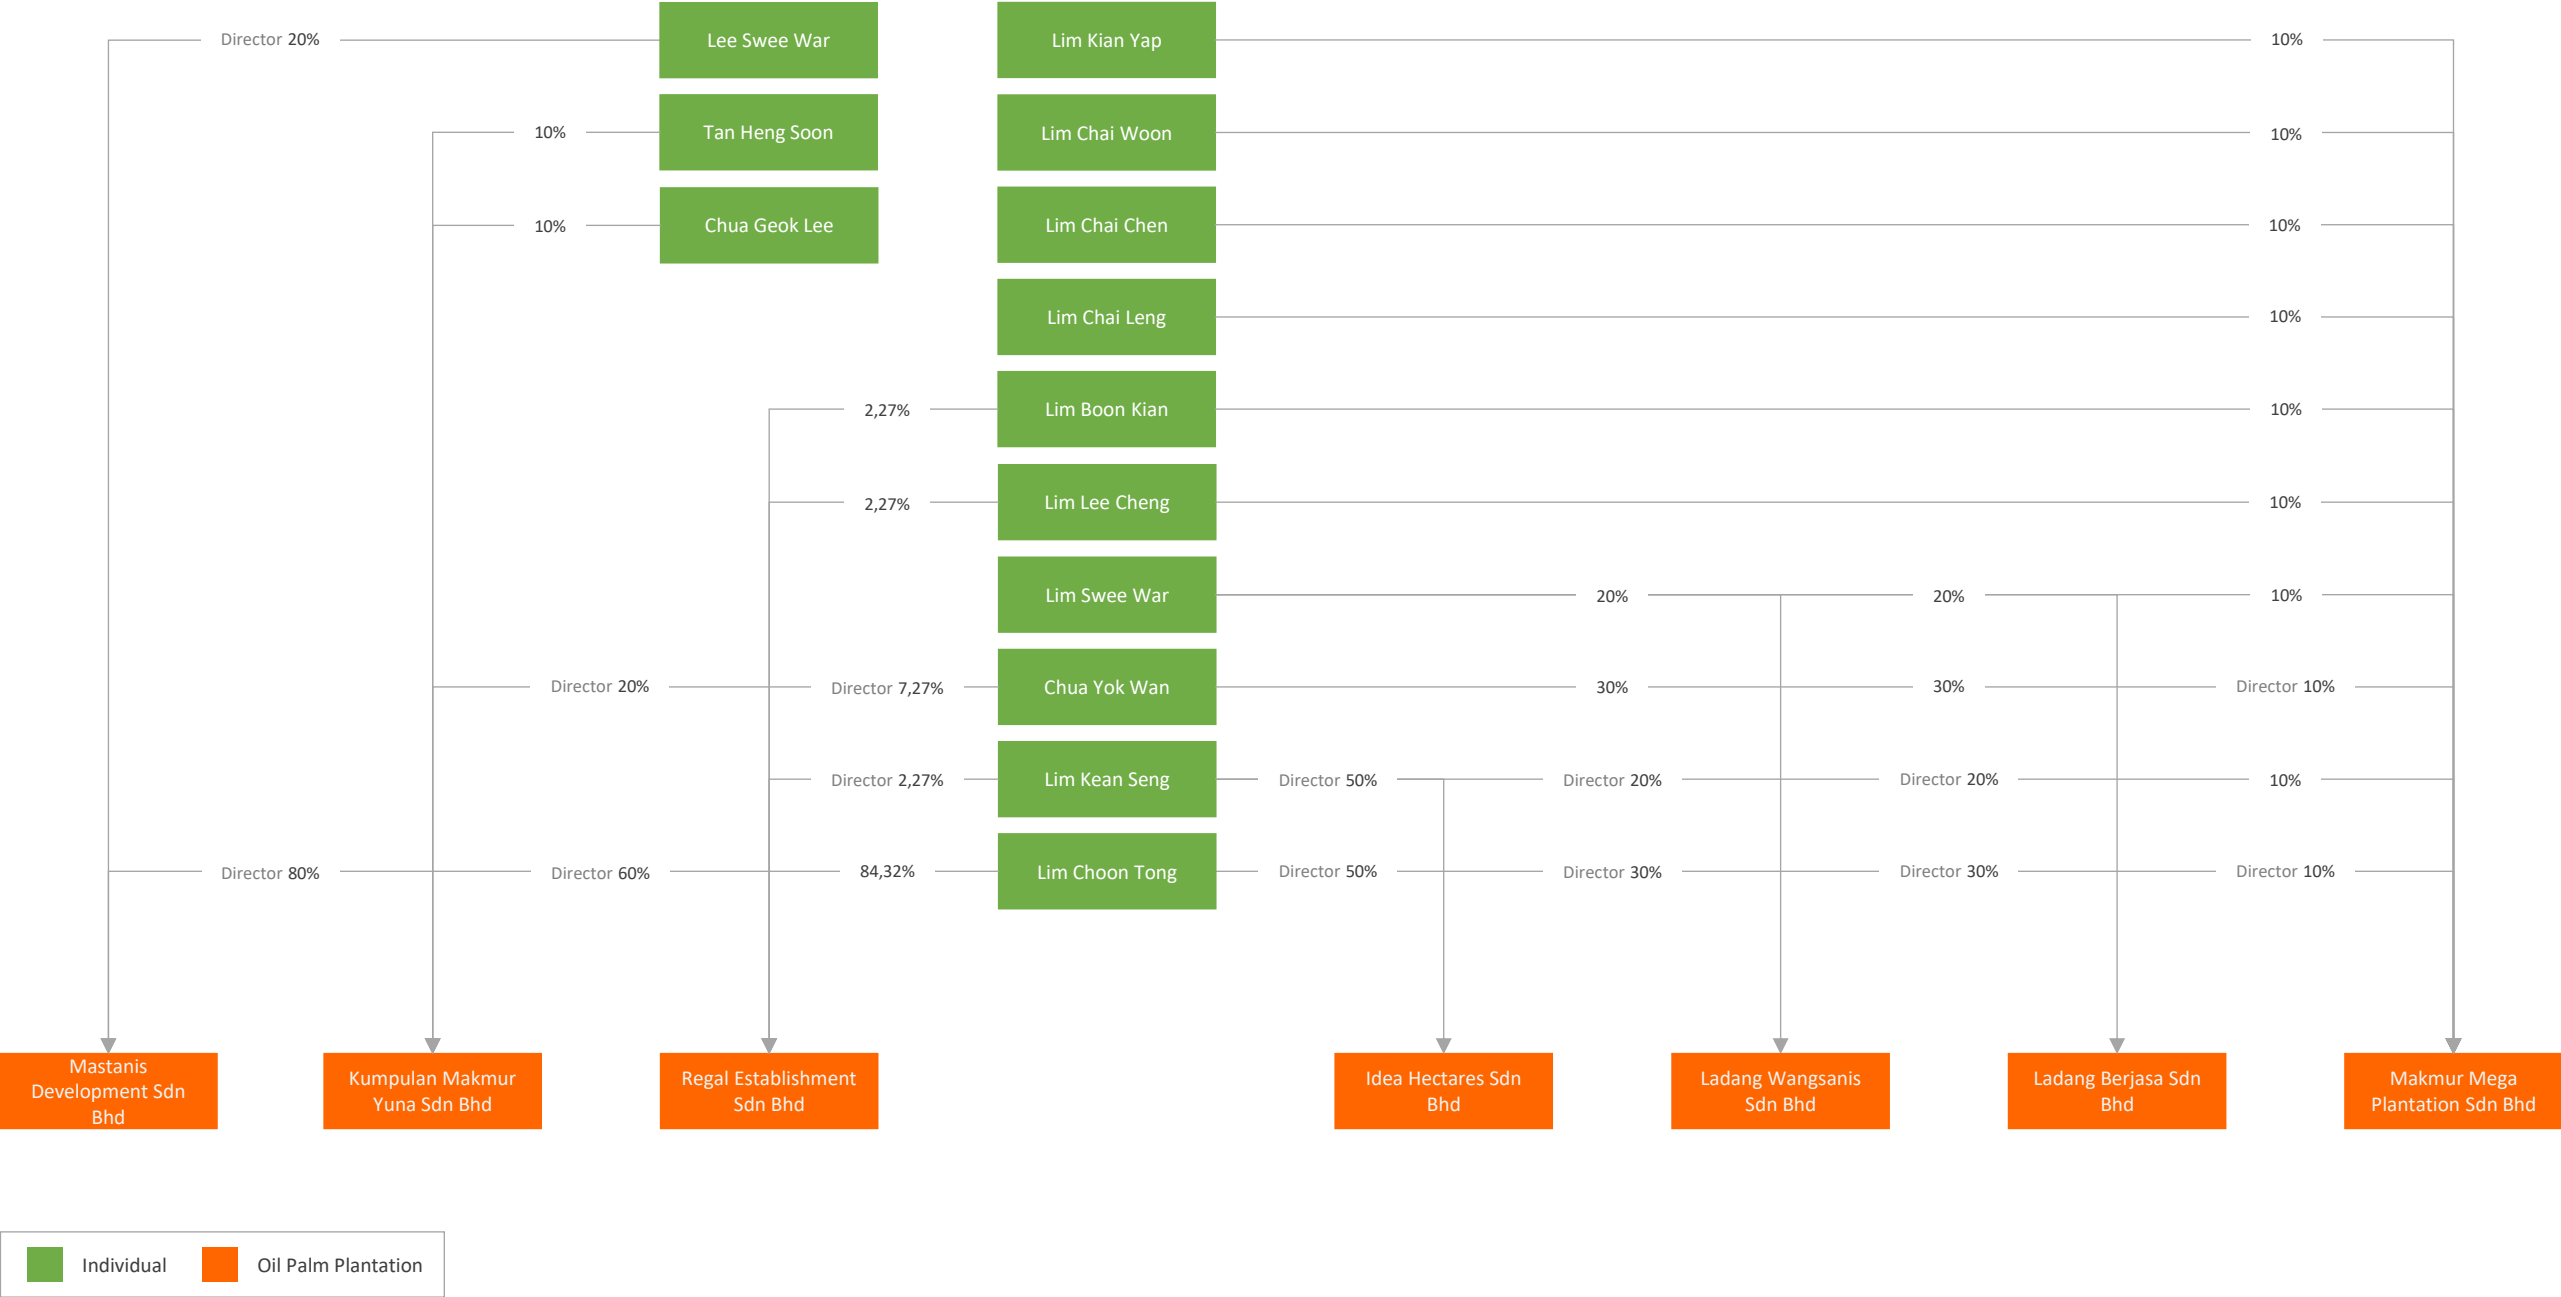 Director 20%
Lee Swee War
Lim Kian Yap
10%
10%
Tan Heng Soon
Lim Chai Woon
10%
10%
Chua Geok Lee
Lim Chai Chen
10%
Lim Chai Leng
10%
2,27%
Lim Boon Kian
10%
2,27%
Lim Lee Cheng
10%
Lim Swee War
20%
20%
10%
Director 20%
Director 7,27%
Chua Yok Wan
30%
30%
Director 10%
Director 2,27%
Lim Kean Seng
Director 50%
Director 20%
Director 20%
10%
Director 80%
Director 60%
84,32%
Lim Choon Tong
Director 50%
Director 30%
Director 30%
Director 10%
Mastanis
Development Sdn
Bhd
Kumpulan Makmur
Yuna Sdn Bhd
Regal Establishment
Sdn Bhd
Idea Hectares Sdn
Bhd
Ladang Wangsanis
Sdn Bhd
Ladang Berjasa Sdn
Bhd
Makmur Mega
Plantation Sdn Bhd
Individual
Oil Palm Plantation